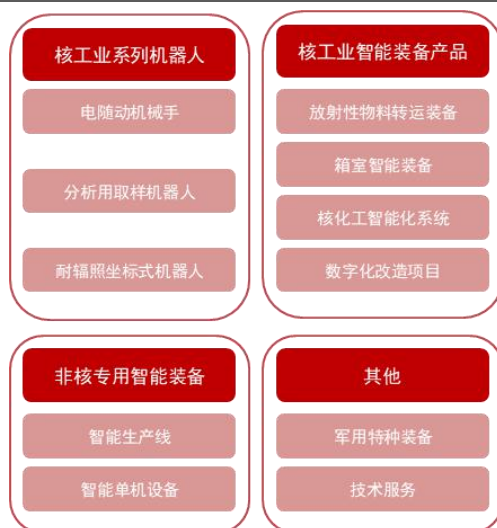 核工业系列机器人
电随动机械手
分析用取样机器人
耐辐照坐标式机器人
核工业智能装备产品
放射性物料转运装备
箱室智能装备
核化工智能化系统
数字化改造项目
非核专用智能装备
智能生产线
智能单机设备
其他
军用特种装备
技术服务